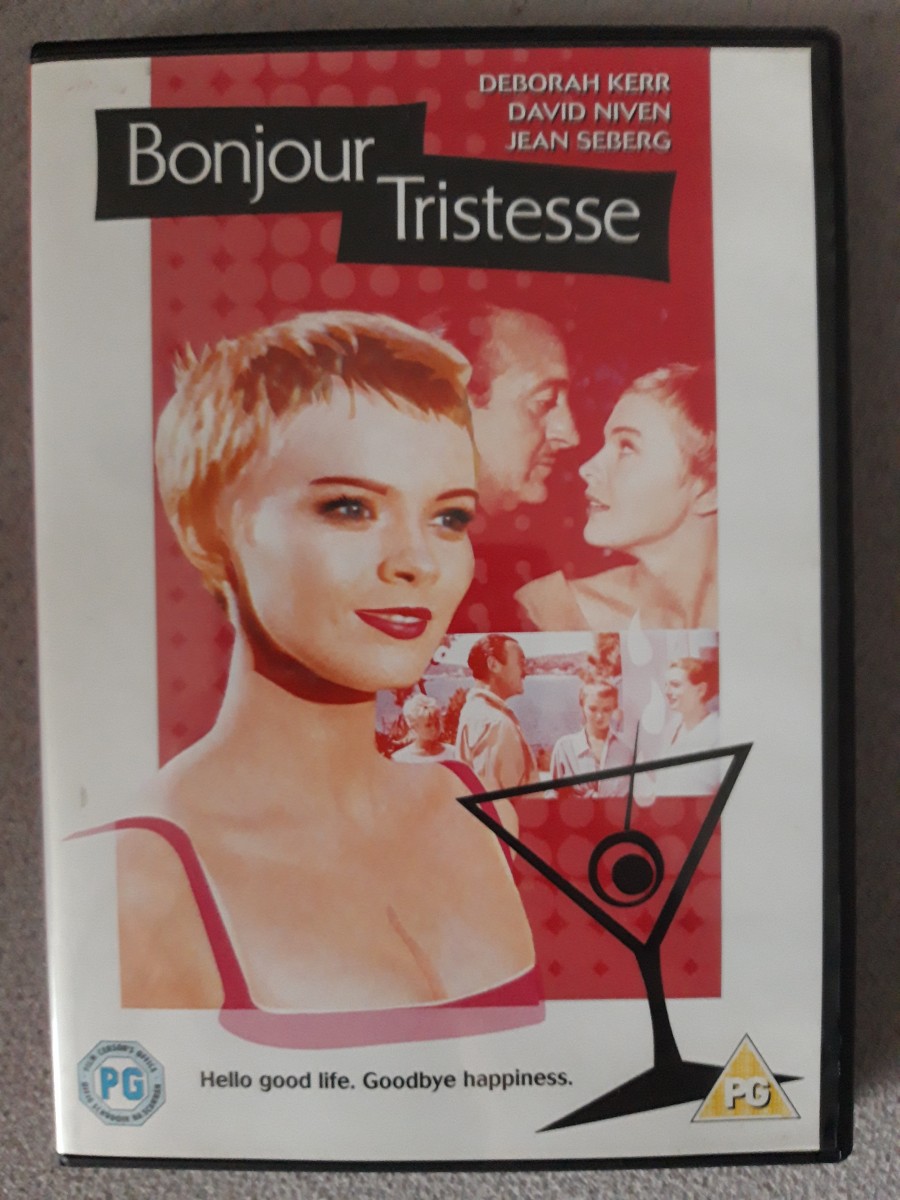 DEBORAH KERR
DAVID NIVEN
JEAN SEBERG
Bonjour
Tristesse
Hello good life. Goodbye happiness.
PG
PG